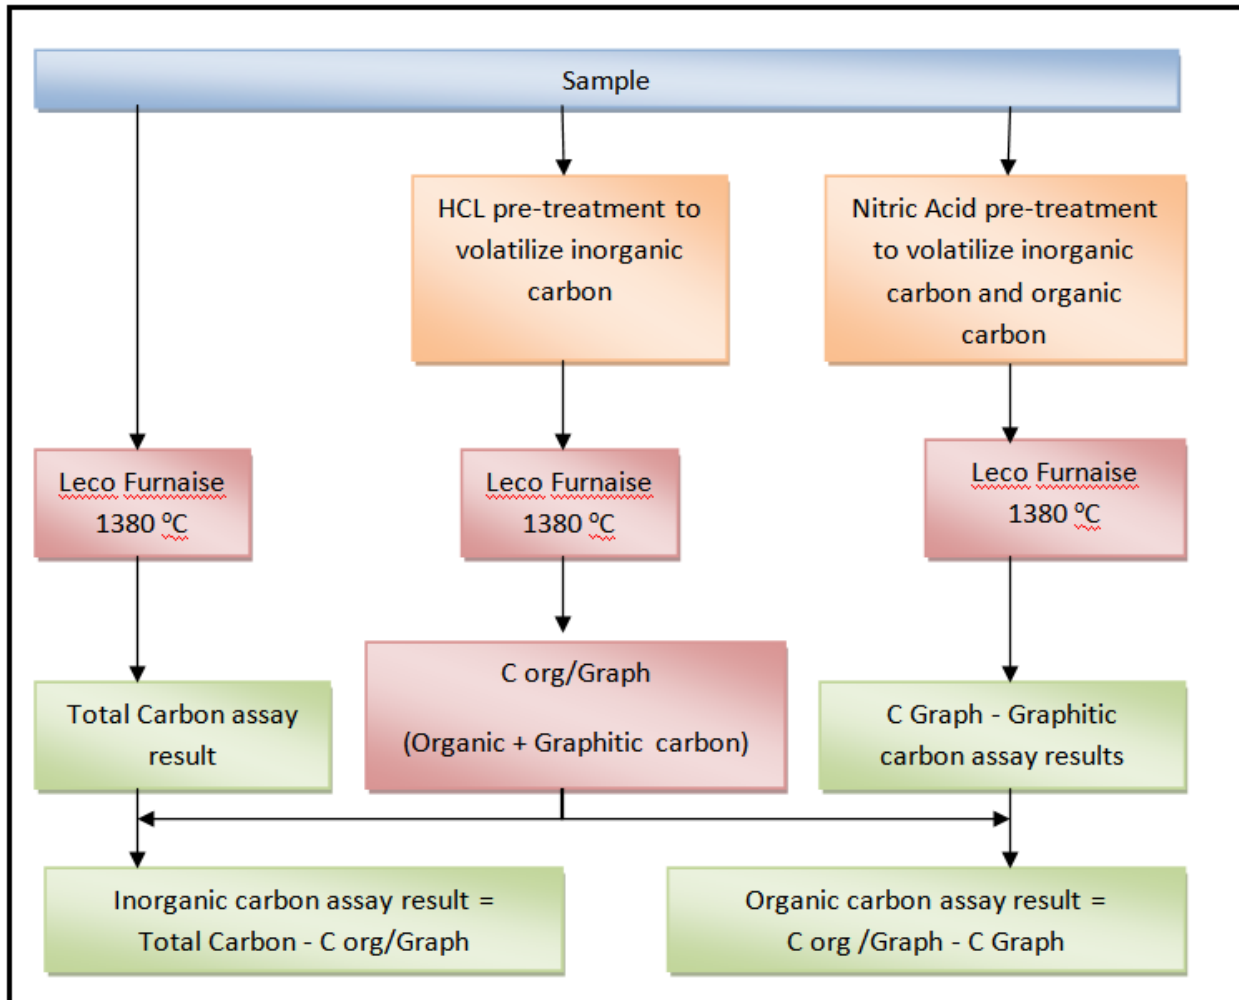 Sample
HCL pre-treatment to
volatilize inorganic
carbon
Nitric Acid pre-treatment
to volatilize inorganic
carbon and organic
carbon
Leco Furnaise
1380 ⁰C
Leco Furnaise
1380 ⁰C
Leco Furnaise
1380 ⁰C
Total Carbon assay
result
C org/Graph
(Organic + Graphitic carbon)
C Graph - Graphitic
carbon assay results
Inorganic carbon assay result =
Total Carbon - C org/Graph
Organic carbon assay result =
C org /Graph - C Graph